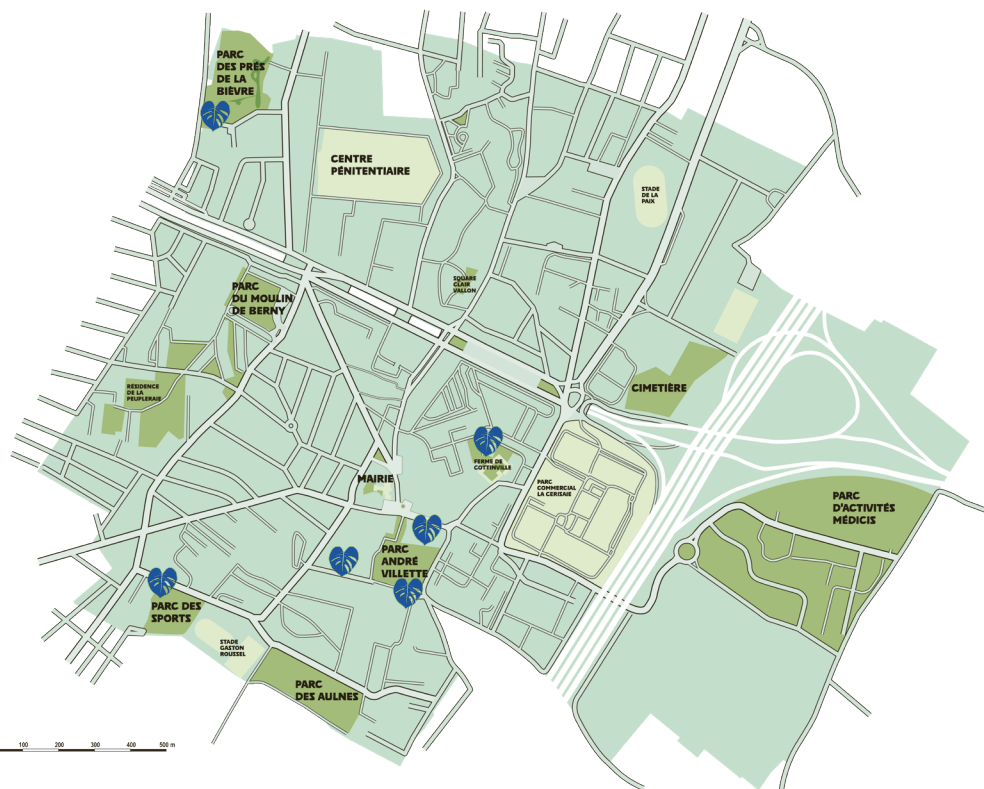 PARC
DES PRÉS
DE LA
BIÈVRE
CENTRE
PÉNITENTIAIRE
STADE
DE LA
PAIX
SQUARE
CLAIR
VALLON
PARC
DU MOULIN
DE BERNY
RÉSIDENCE
DE LA
PEUPLERAIE
CIMETIÈRE
FERME DE
COTTINVILLE
MAIRIE
PARC
COMMERCIAL
LA CERISAIE
PARC
D'ACTIVITÉS
MÉDICIS
PARC
ANDRÉ
VILLETTE
PARC DES
SPORTS
STADE
GASTON
ROUSSEL
PARC
DES AULNES
100 200 300 400 500 m